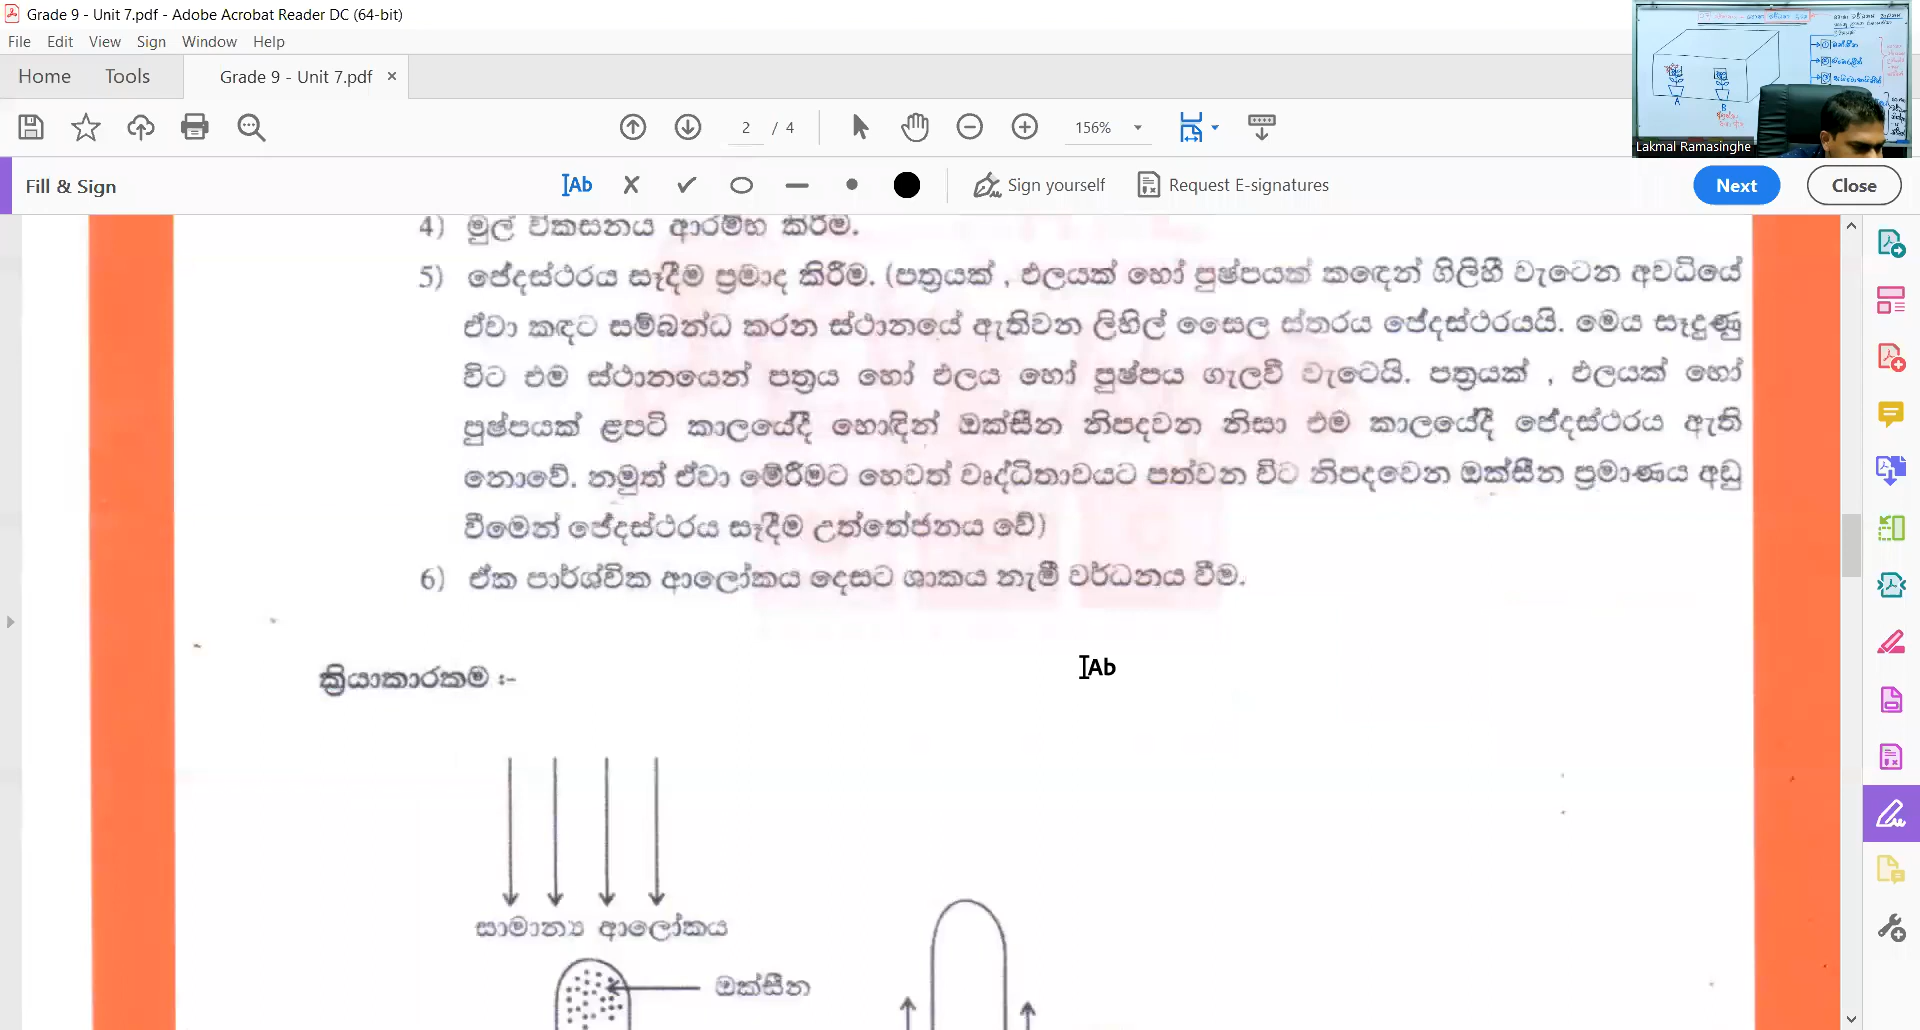 Grade 9 - Unit 7.pdf - Adobe Acrobat Reader DC (64-bit)
File Edit View Sign Window Help
Home Tools Grade 9 - Unit 7.pdf ×
2 / 4 156%
Fill & Sign IAb Sign yourself Request E-signatures Next Close
Lakmal Ramasinghe
A B
4) මුල් විකසනය ආරම්භ කිරීම.
5) ඡේදස්ථරය සෑදීම ප්‍රමාද කිරීම. (පත්‍රයක් , ඵලයක් හෝ පුෂ්පයක් කඳෙන් ගිලිහී වැටෙන අවධියේ
ඒවා කඳට සම්බන්ධ කරන ස්ථානයේ ඇතිවන ලිහිල් සෛල ස්තරය ඡේදස්ථරයයි. මෙය සෑදුණු
විට එම ස්ථානයෙන් පත්‍රය හෝ ඵලය හෝ පුෂ්පය ගැලවී වැටෙයි. පත්‍රයක් , ඵලයක් හෝ
පුෂ්පයක් ළපටි කාලයේදී හොඳින් ඔක්සීන නිපදවන නිසා එම කාලයේදී ඡේදස්ථරය ඇති
නොවේ. නමුත් ඒවා මේරීමට හෙවත් වෘද්ධිතාවයට පත්වන විට නිපදවෙන ඔක්සීන ප්‍රමාණය අඩු
වීමෙන් ඡේදස්ථරය සෑදීම උත්තේජනය වේ)
6) ඒක පාර්ශ්වික ආලෝකය දෙසට ශාකය නැමී වර්ධනය වීම.
IAb
ක්‍රියාකාරකම :-
සාමාන්‍ය ආලෝකය
ඔක්සීන